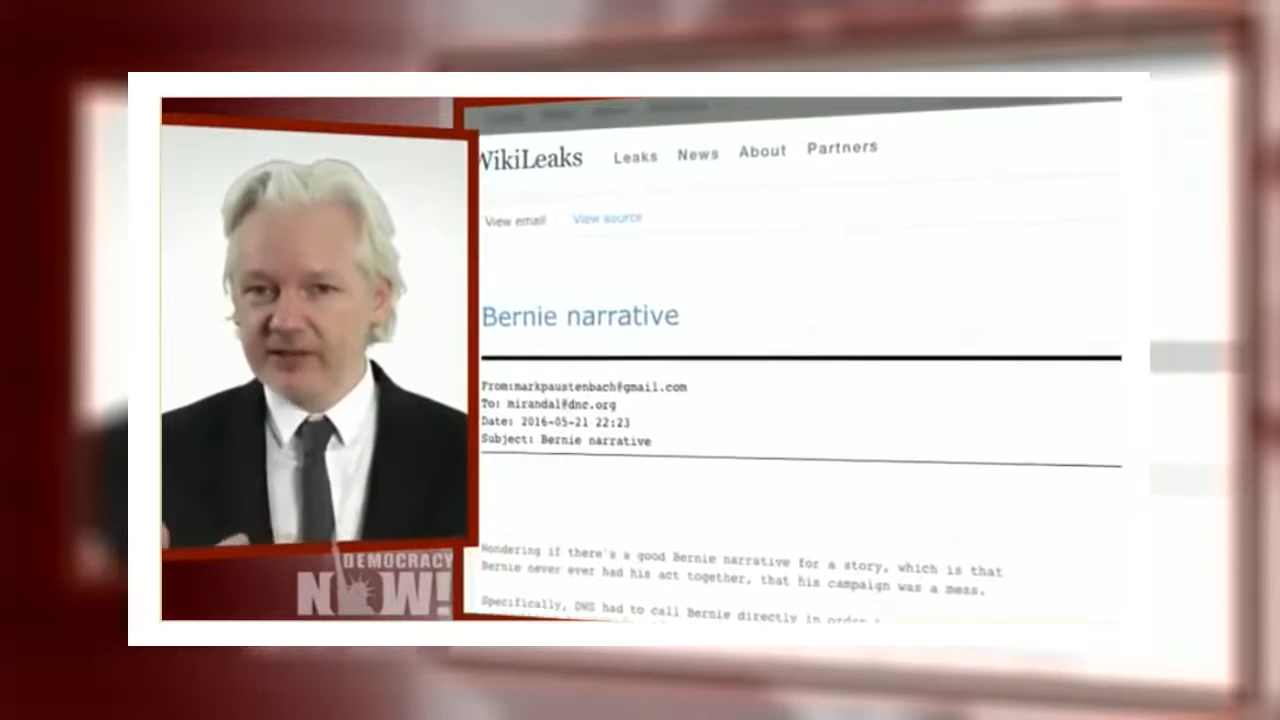 WikiLeaks Leaks News About Partners
View email View source
Bernie narrative
From:markpaustenbach@gmail.com
To: mirandal@dnc.org
Date: 2016-05-21 22:23
Subject: Bernie narrative
Wondering if there's a good Bernie narrative for a story, which is that
Bernie never ever had his act together, that his campaign was a mess.
Specifically, DWS had to call Bernie directly in order
DEMOCRACY
NOW!